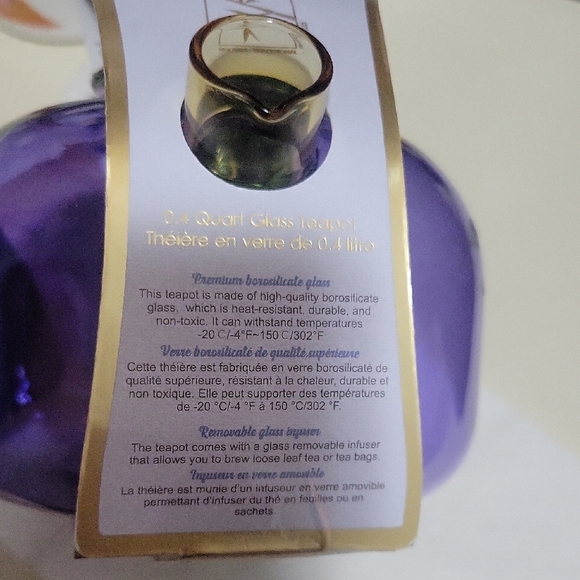 0.4 Quart Glass Teapot
Théière en verre de 0.4 litro
Premium borosilicate glass
This teapot is made of high-quality borosilicate
glass, which is heat-resistant, durable, and
non-toxic. It can withstand temperatures
-20℃/-4°F~150℃/302°F
Verre borosilicaté de qualité supérieure
Cette théière est fabriquée en verre borosilicaté de
qualité supérieure, résistant à la chaleur, durable et
non toxique. Elle peut supporter des températures
de -20 °C/-4 °F à 150 °C/302 °F.
Removable glass infuser
The teapot comes with a glass removable infuser
that allows you to brew loose leaf tea or tea bags.
Infuseur en verre amovible
La théière est munie d'un infuseur en verre amovible
permettant d'infuser du thé en feuilles ou en
sachets.